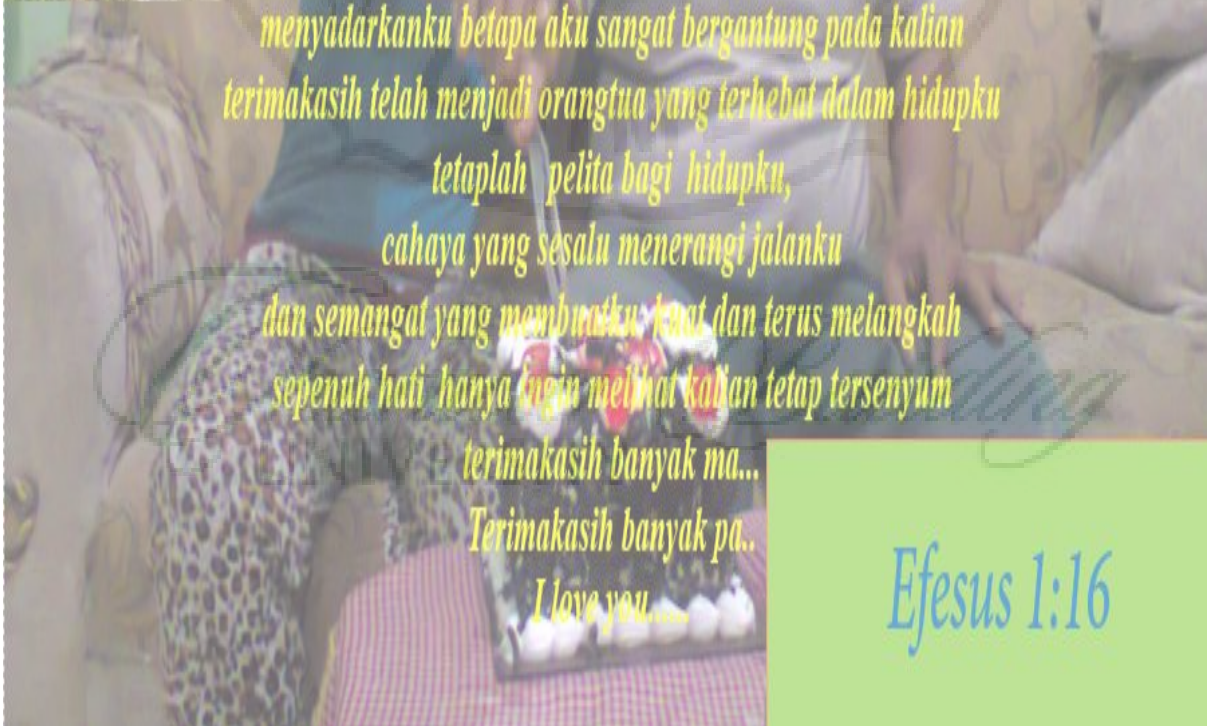 menyadarkanku betapa aku sangat bergantung pada kalian
terimakasih telah menjadi orangtua yang terhebat dalam hidupku
tetaplah pelita bagi hidupku,
cahaya yang sesalu menerangi jalanku
dan semangat yang membuatku kuat dan terus melangkah
sepenuh hati hanya ingin melihat kalian tetap tersenyum
terimakasih banyak ma...
Terimakasih banyak pa..
I love you......
Efesus 1:16